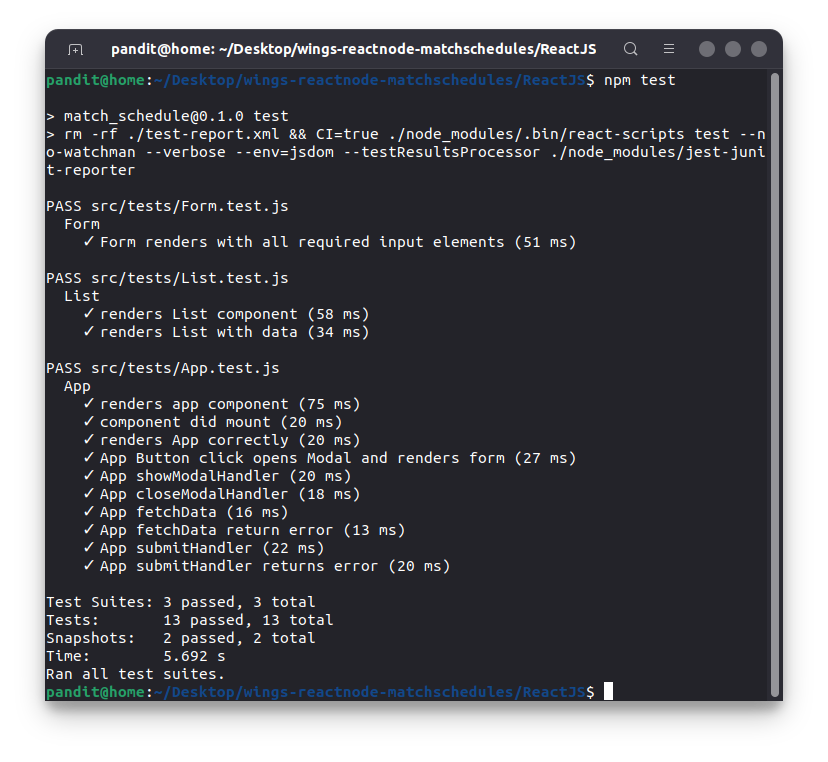 pandit@home: ~/Desktop/wings-reactnode-matchschedules/ReactJS
pandit@home:~/Desktop/wings-reactnode-matchschedules/ReactJS$ npm test
> match_schedule@0.1.0 test
> rm -rf ./test-report.xml && CI=true ./node_modules/.bin/react-scripts test --n
o-watchman --verbose --env=jsdom --testResultsProcessor ./node_modules/jest-juni
t-reporter
PASS src/tests/Form.test.js
Form
✓ Form renders with all required input elements (51 ms)
PASS src/tests/List.test.js
List
✓ renders List component (58 ms)
✓ renders List with data (34 ms)
PASS src/tests/App.test.js
App
✓ renders app component (75 ms)
✓ component did mount (20 ms)
✓ renders App correctly (20 ms)
✓ App Button click opens Modal and renders form (27 ms)
✓ App showModalHandler (20 ms)
✓ App closeModalHandler (18 ms)
✓ App fetchData (16 ms)
✓ App fetchData return error (13 ms)
✓ App submitHandler (22 ms)
✓ App submitHandler returns error (20 ms)
Test Suites: 3 passed, 3 total
Tests:       13 passed, 13 total
Snapshots:   2 passed, 2 total
Time:        5.692 s
Ran all test suites.
pandit@home:~/Desktop/wings-reactnode-matchschedules/ReactJS$